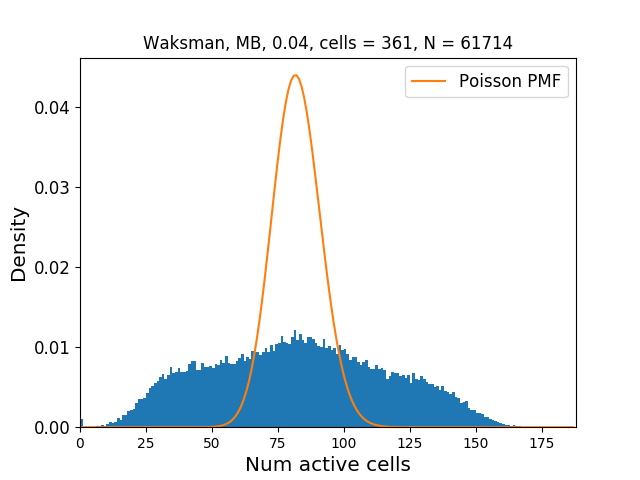 Waksman, MB, 0.04, cells = 361, N = 61714
Poisson PMF
Density
0.04
0.03
0.02
0.01
0.00
0 25 50 75 100 125 150 175
Num active cells